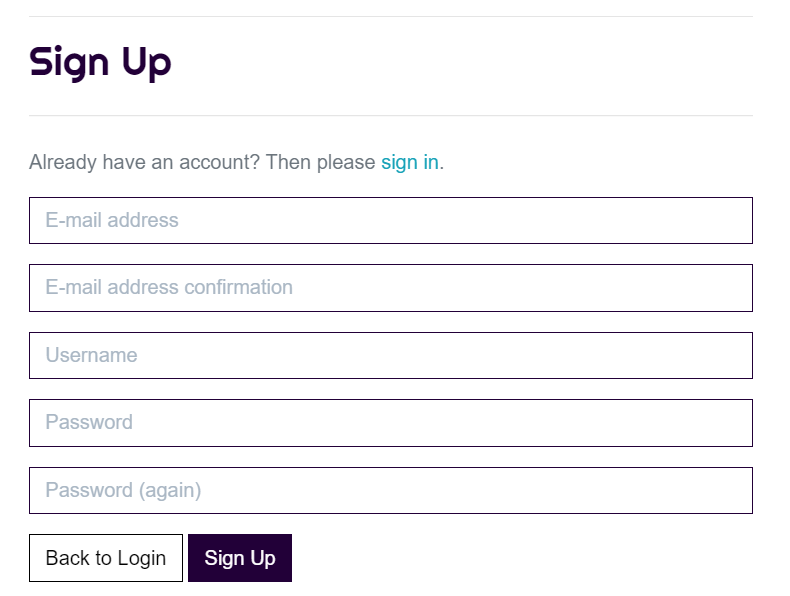 Sign Up
Already have an account? Then please sign in.
E-mail address
E-mail address confirmation
Username
Password
Password (again)
Back to Login Sign Up